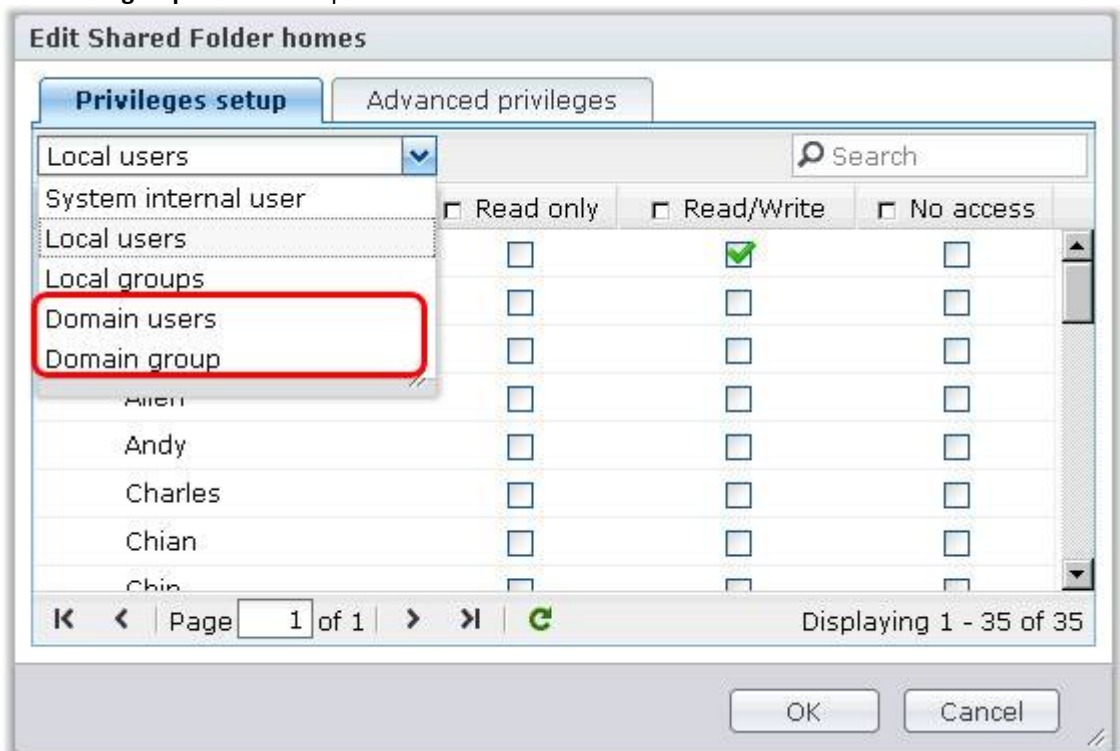 Edit Shared Folder homes
Privileges setup Advanced privileges
Local users Search
System internal user
Read only Read/Write No access
Local users
Local groups
Domain users
Domain group
Allen
Andy
Charles
Chian
Chin
Page 1 of 1 Displaying 1 - 35 of 35
OK Cancel